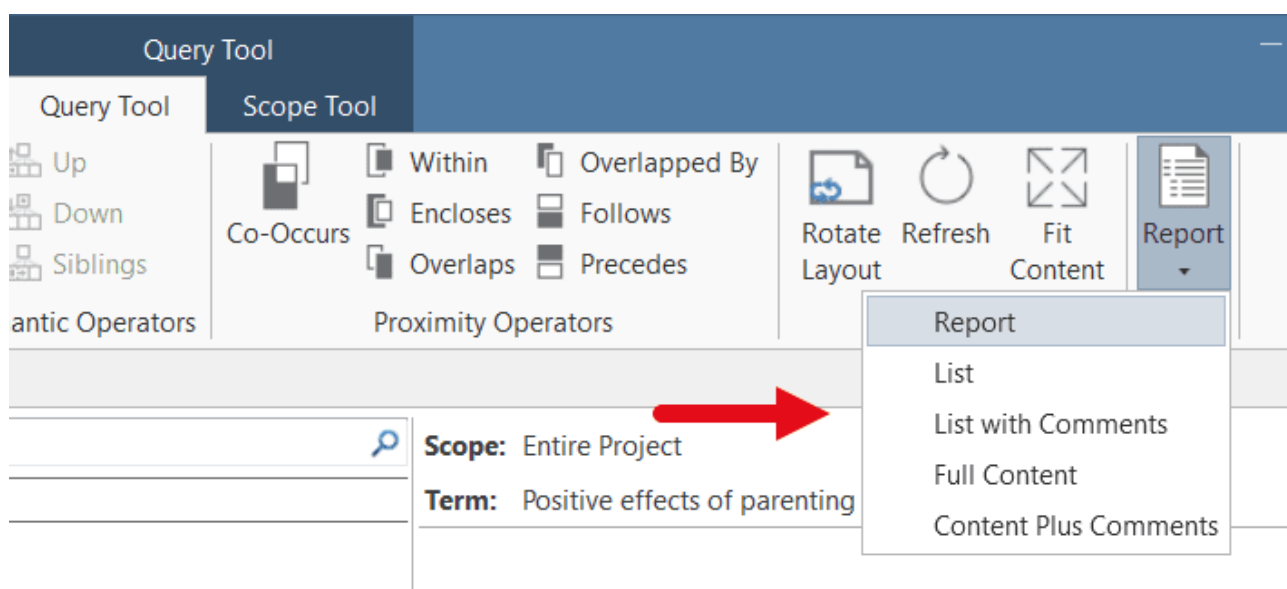 Query Tool
Query Tool
Scope Tool
Up
Down
Siblings
antic Operators
Co-Occurs
Within
Encloses
Overlaps
Overlapped By
Follows
Precedes
Proximity Operators
Rotate
Layout
Refresh
Fit
Content
Report
Report
List
List with Comments
Full Content
Content Plus Comments
Scope: Entire Project
Term: Positive effects of parenting